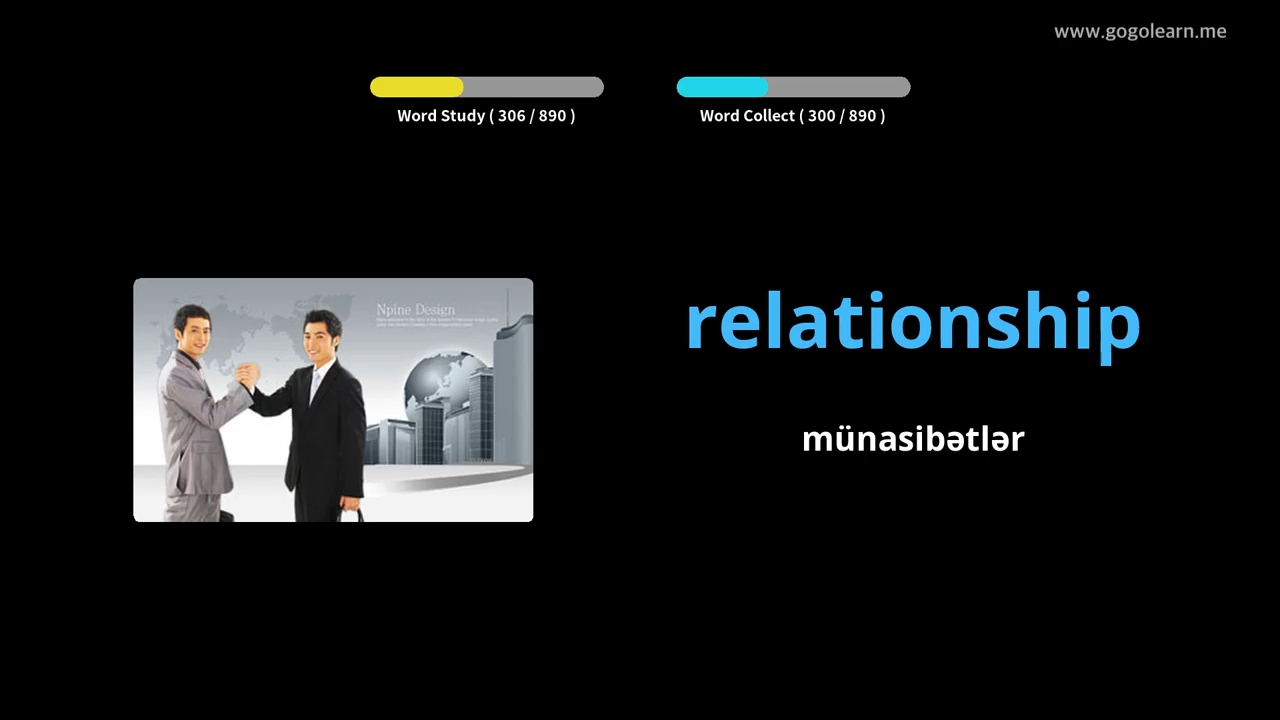 www.gogolearn.me
Word Study ( 306 / 890 )
Word Collect ( 300 / 890 )
Npine Design
relationship
münasibətlər